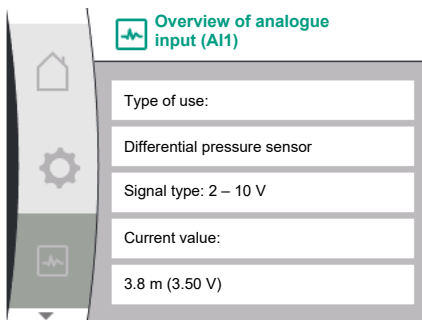 Overview of analogue
input (AI1)
Type of use:
Differential pressure sensor
Signal type: 2 – 10 V
Current value:
3.8 m (3.50 V)